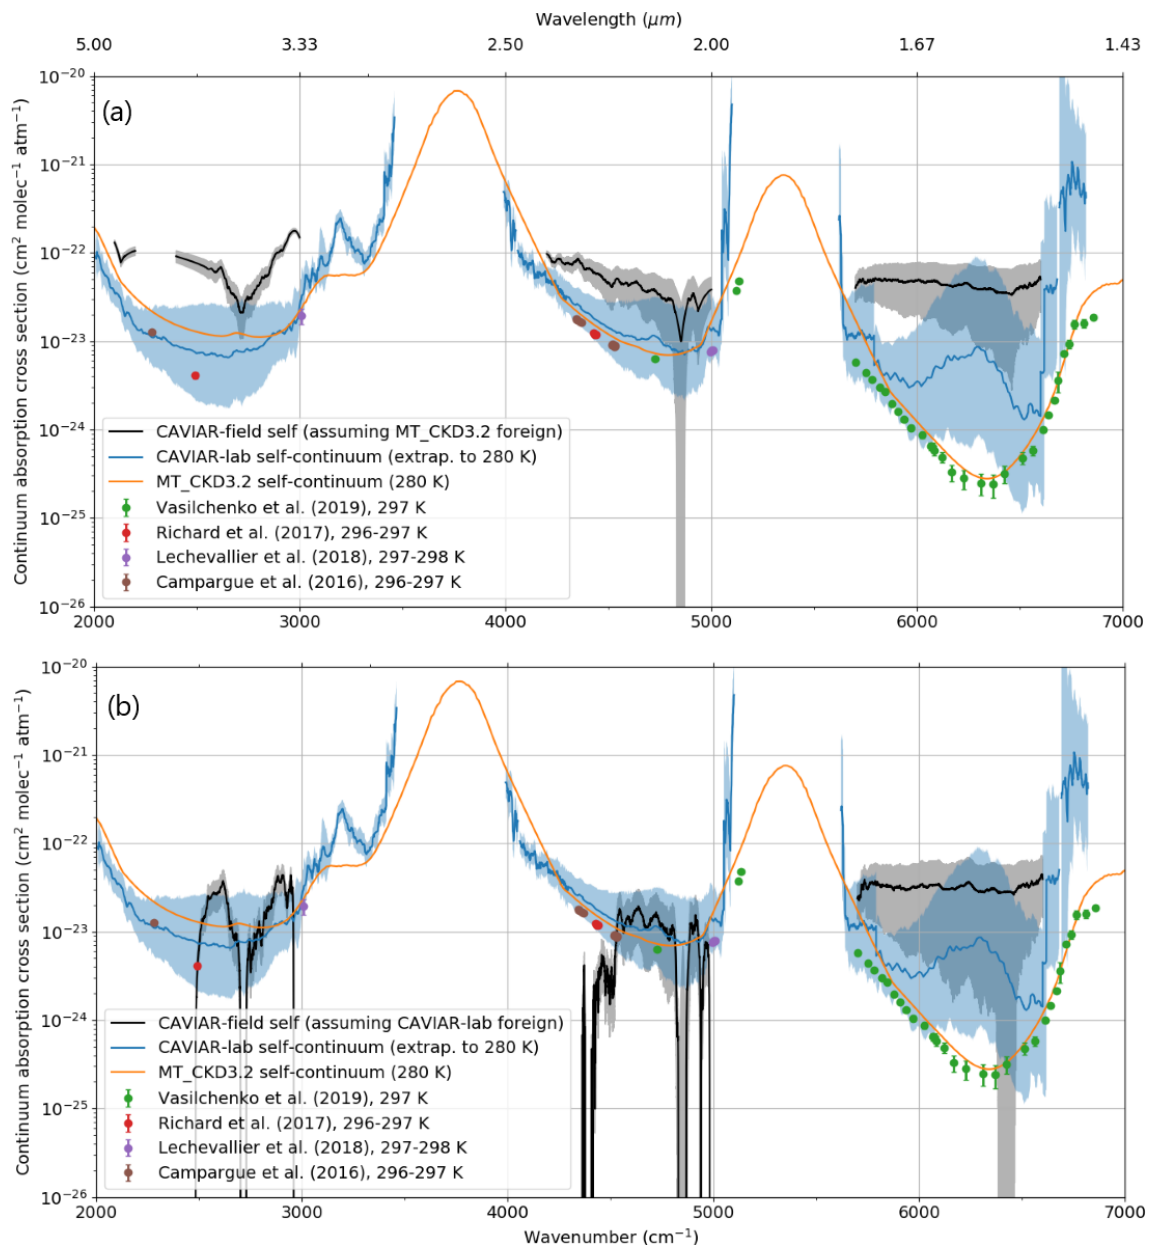 Wavelength (μm)
5.00 3.33 2.50 2.00 1.67 1.43
(a)
Continuum absorption cross section (cm² molec⁻¹ atm⁻¹)
10⁻²⁰
10⁻²¹
10⁻²²
10⁻²³
10⁻²⁴
10⁻²⁵
10⁻²⁶
CAVIAR-field self (assuming MT_CKD3.2 foreign)
CAVIAR-lab self-continuum (extrap. to 280 K)
MT_CKD3.2 self-continuum (280 K)
Vasilchenko et al. (2019), 297 K
Richard et al. (2017), 296-297 K
Lechevallier et al. (2018), 297-298 K
Campargue et al. (2016), 296-297 K
2000 3000 4000 5000 6000 7000
(b)
Continuum absorption cross section (cm² molec⁻¹ atm⁻¹)
10⁻²⁰
10⁻²¹
10⁻²²
10⁻²³
10⁻²⁴
10⁻²⁵
10⁻²⁶
CAVIAR-field self (assuming CAVIAR-lab foreign)
CAVIAR-lab self-continuum (extrap. to 280 K)
MT_CKD3.2 self-continuum (280 K)
Vasilchenko et al. (2019), 297 K
Richard et al. (2017), 296-297 K
Lechevallier et al. (2018), 297-298 K
Campargue et al. (2016), 296-297 K
2000 3000 4000 5000 6000 7000
Wavenumber (cm⁻¹)